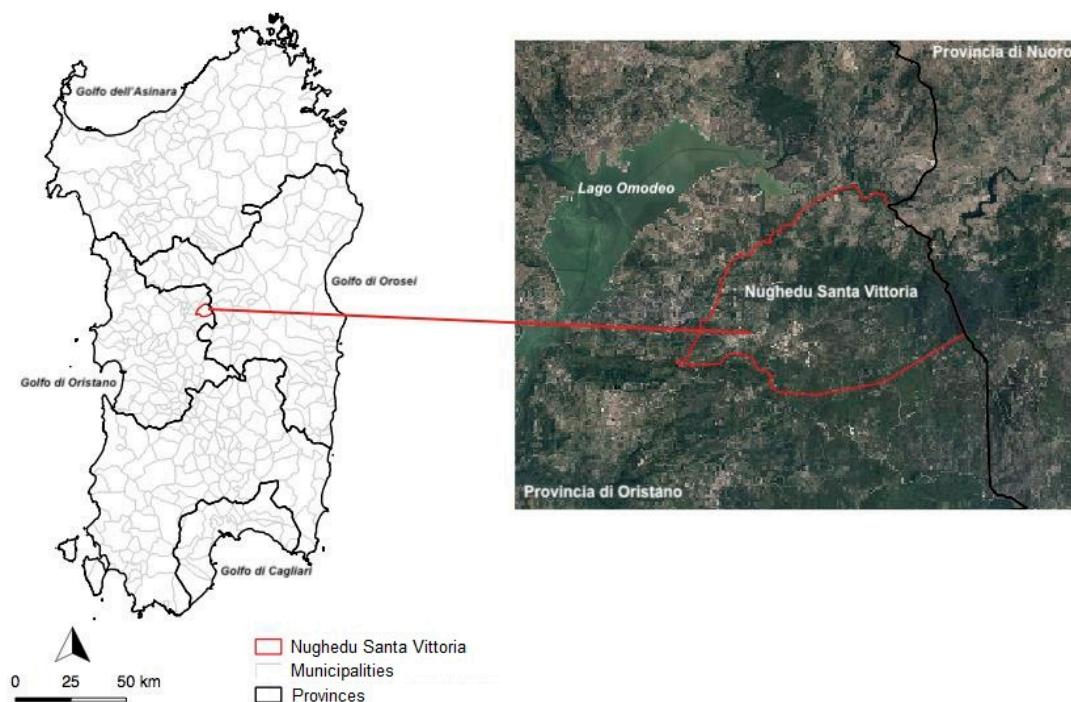 Golfo dell'Asinara
Golfo di Orosei
Golfo di Oristano
Golfo di Cagliari
Provincia di Nuoro
Lago Omodeo
Nughedu Santa Vittoria
Provincia di Oristano
0 25 50 km
Nughedu Santa Vittoria
Municipalities
Provinces